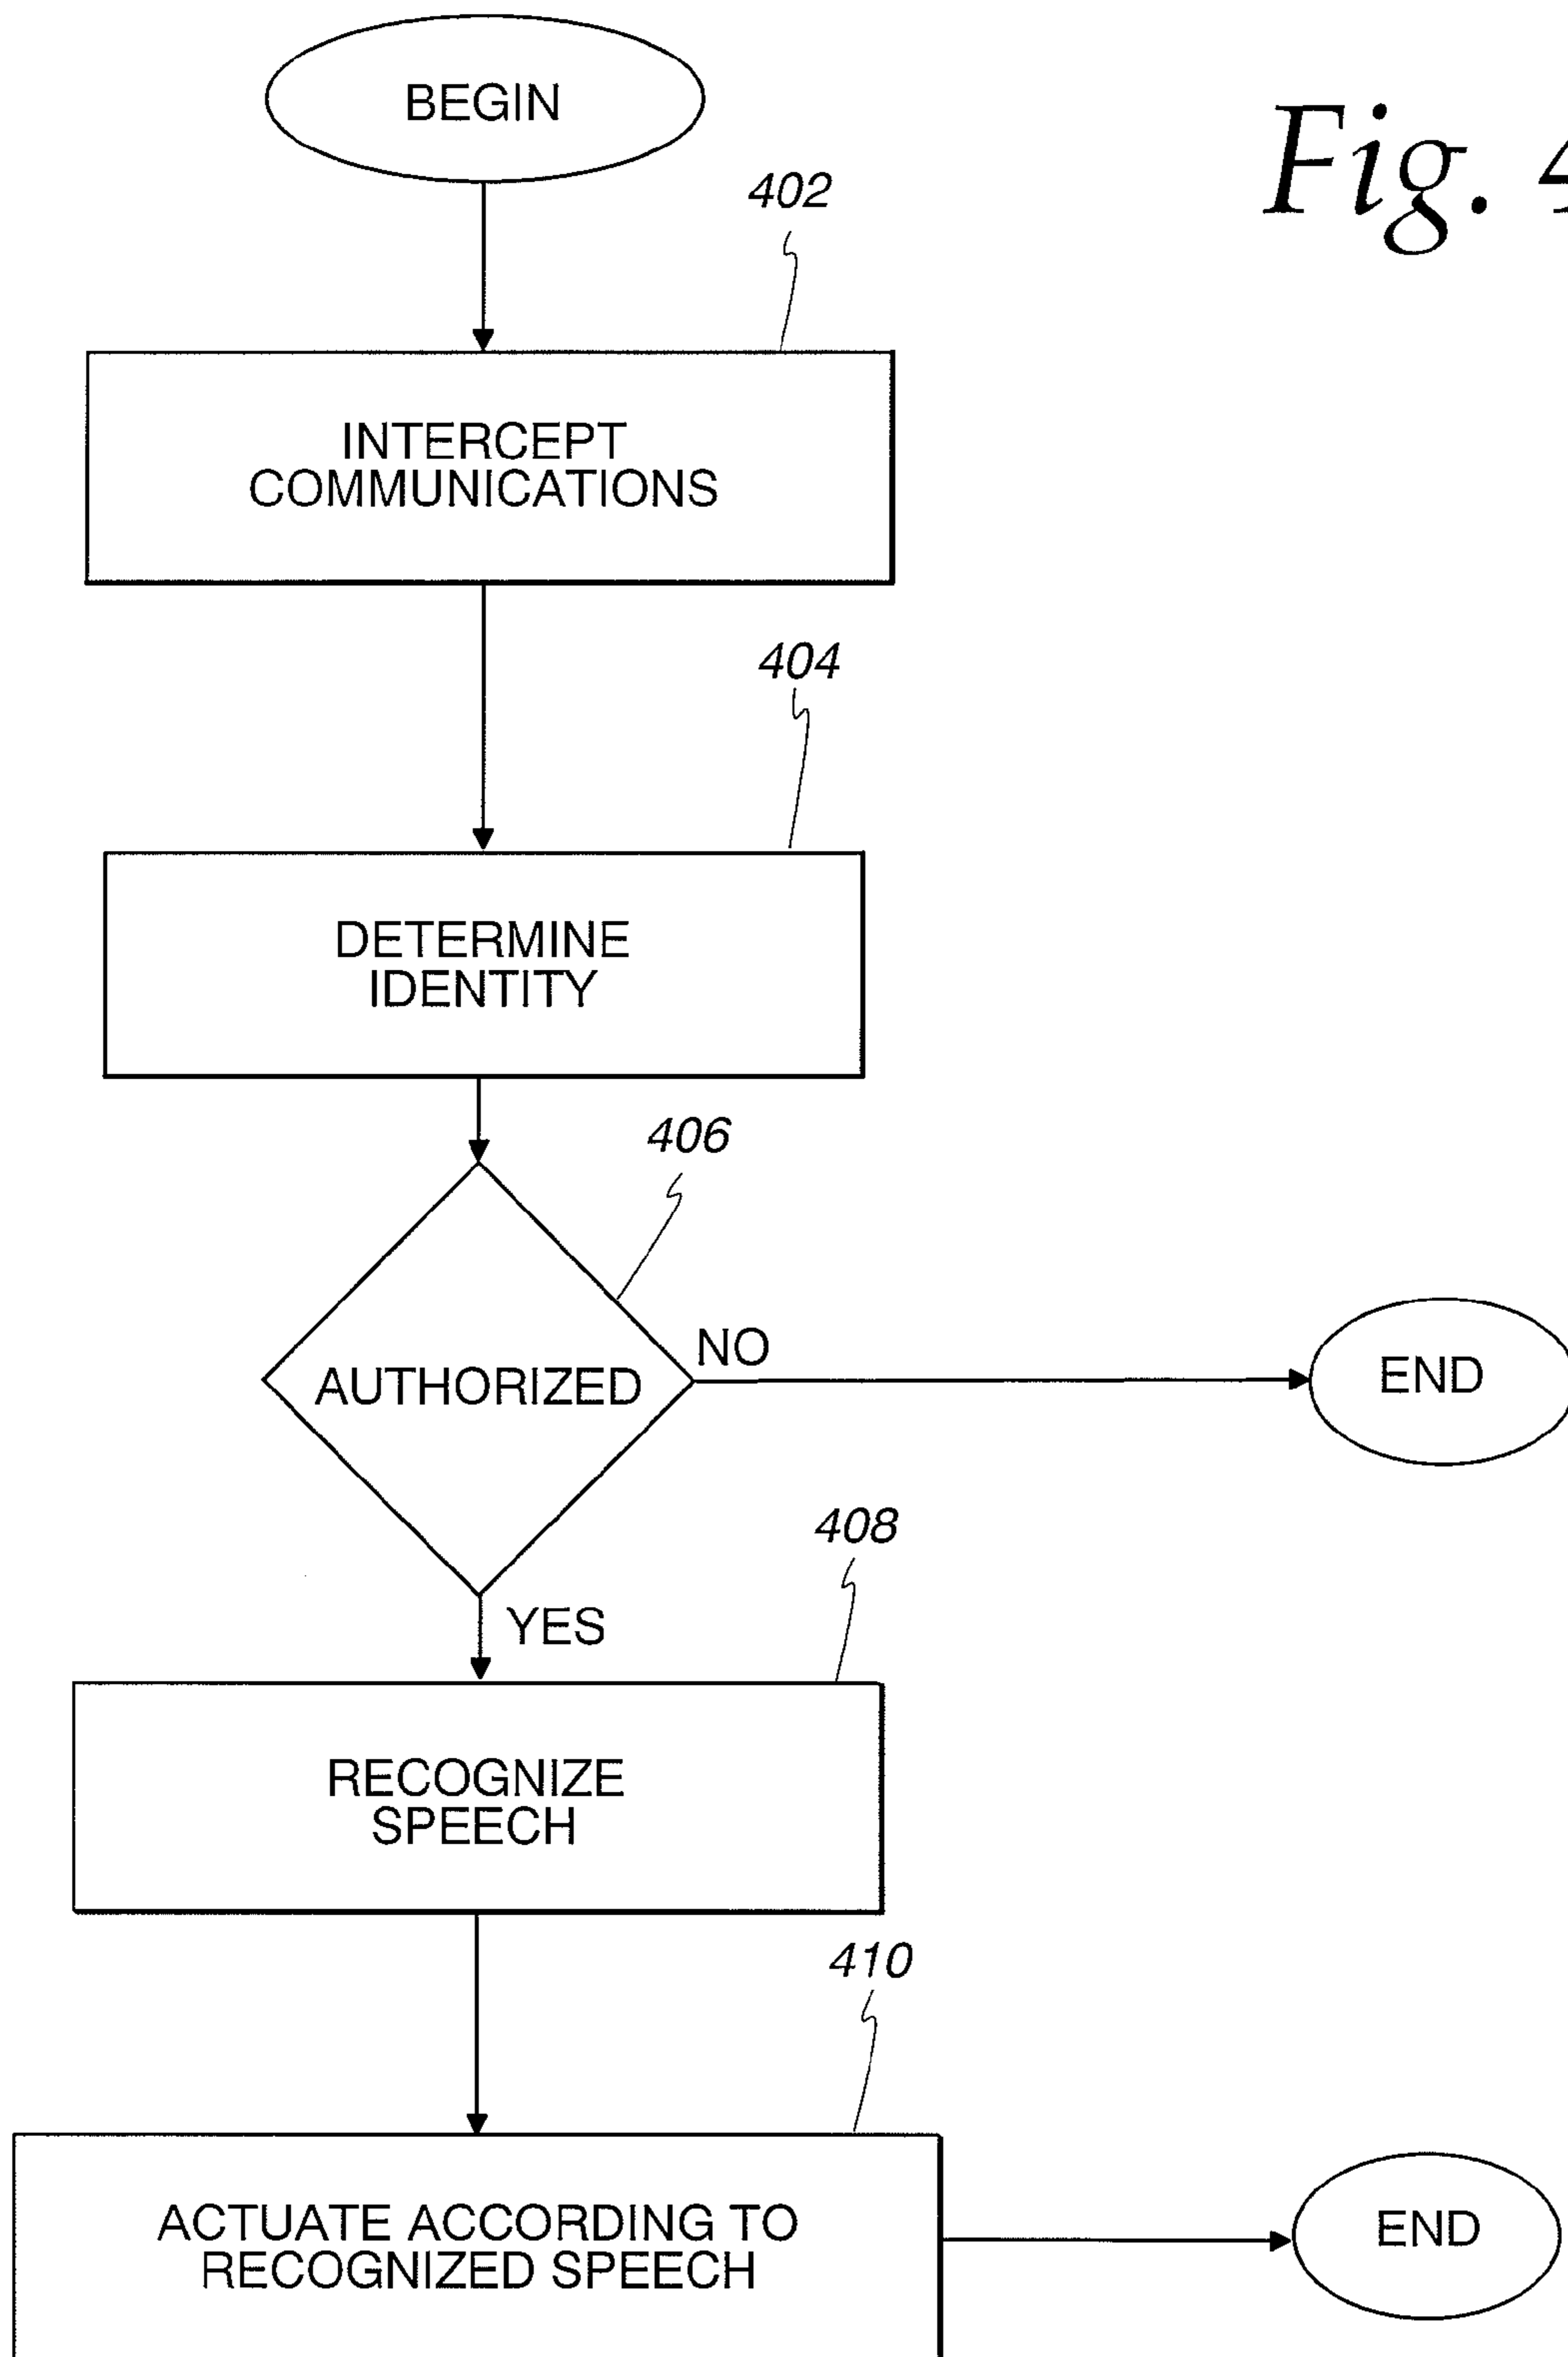 BEGIN
Fig. 4
402
INTERCEPT
COMMUNICATIONS
404
DETERMINE
IDENTITY
406
AUTHORIZED
NO
END
408
YES
RECOGNIZE
SPEECH
410
ACTUATE ACCORDING TO
RECOGNIZED SPEECH
END